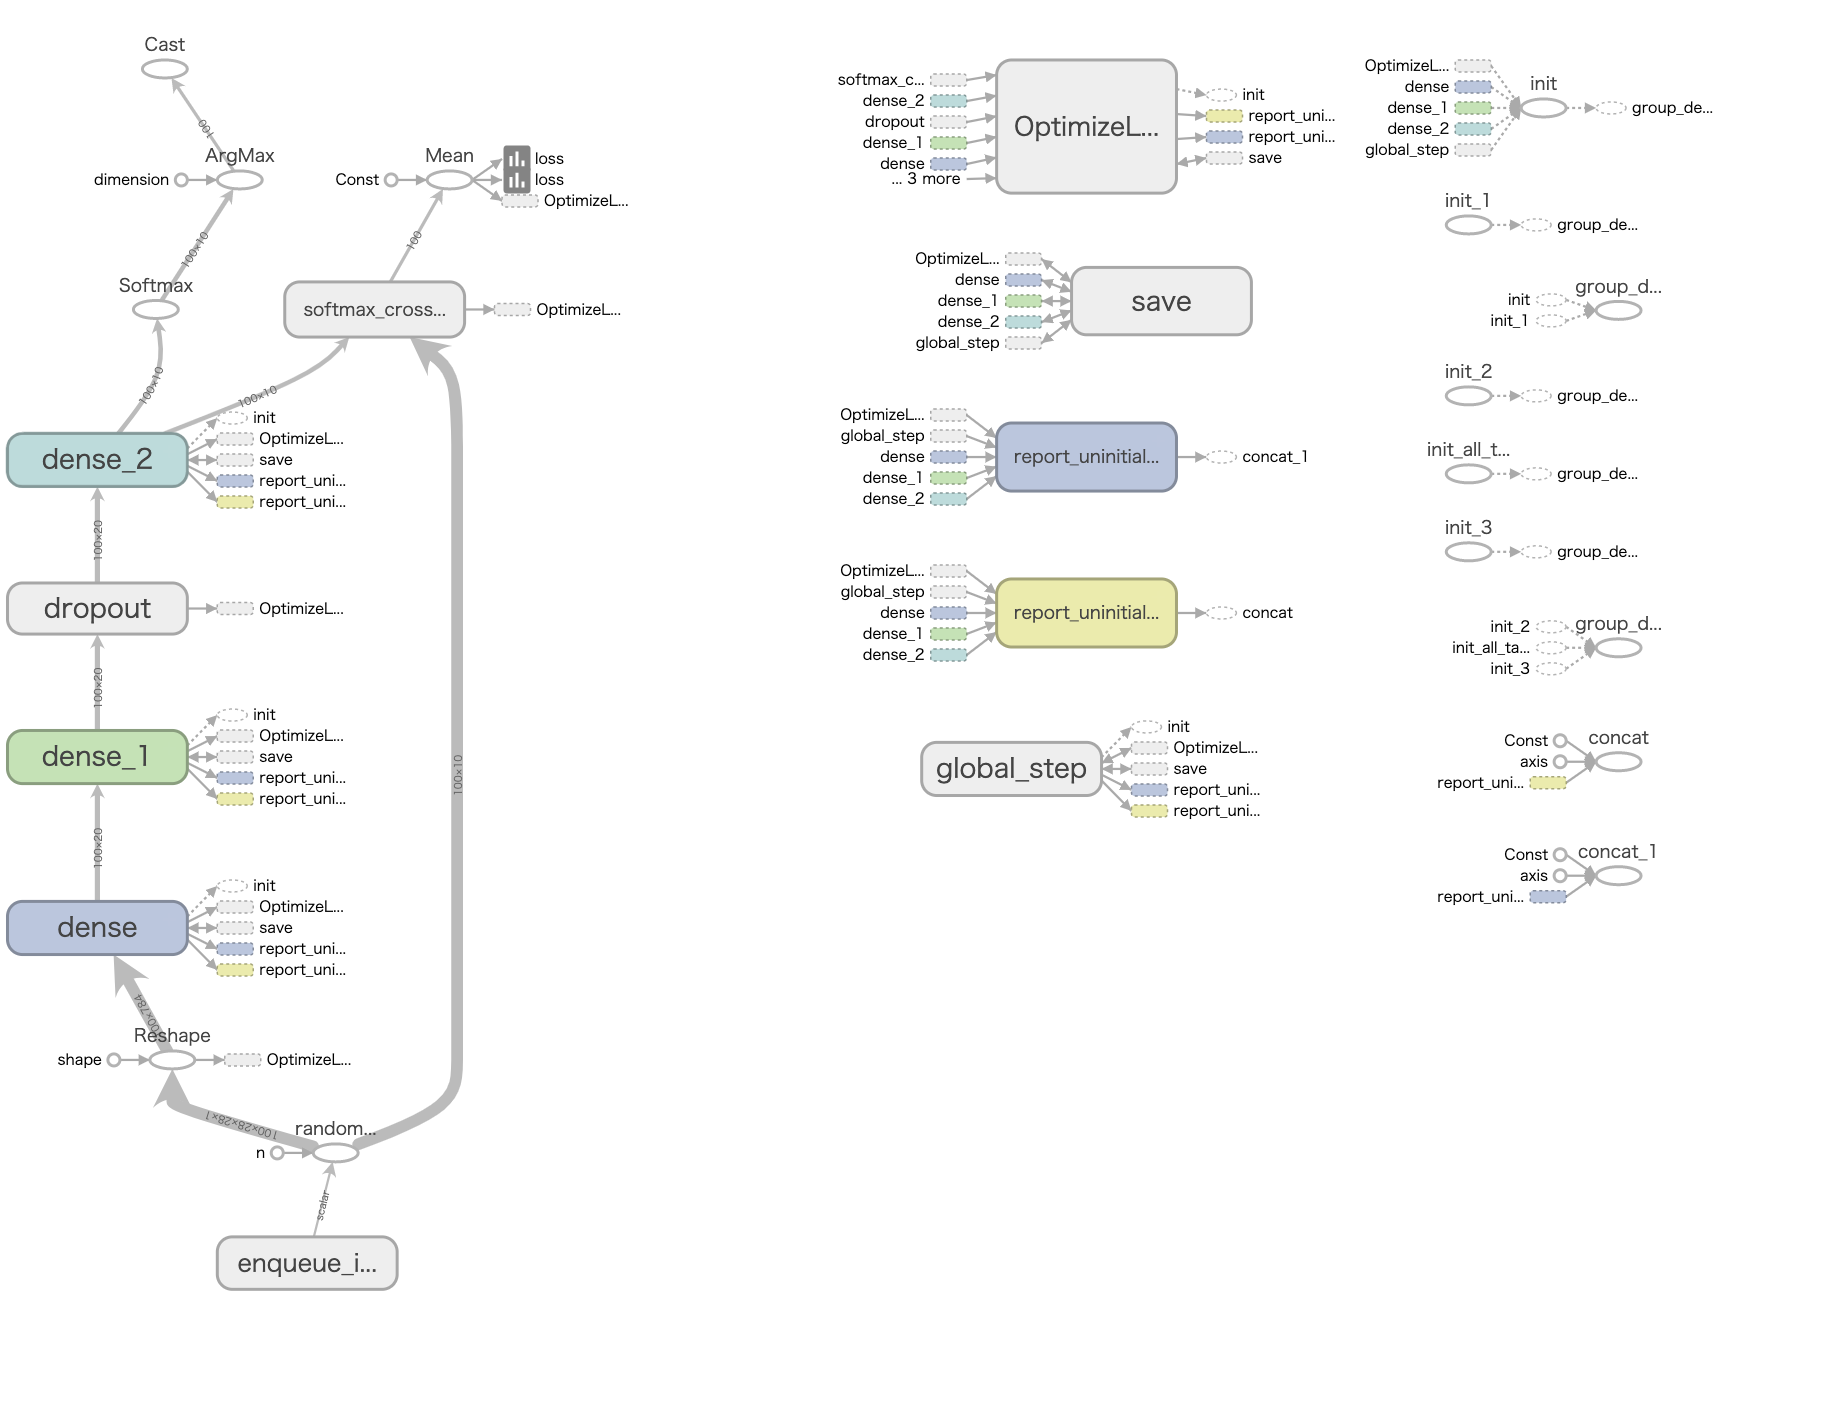 Cast
100
ArgMax
dimension
100×10
Softmax
100×10
Mean
Const
loss
loss
OptimizeL...
100
softmax_cross...
OptimizeL...
100×10
dense_2
init
OptimizeL...
save
report_uni...
report_uni...
100×20
dropout
OptimizeL...
100×20
dense_1
init
OptimizeL...
save
report_uni...
report_uni...
100×20
100×10
dense
init
OptimizeL...
save
report_uni...
report_uni...
100×784
Reshape
shape
OptimizeL...
100×28×28×1
random...
n
scalar
enqueue_i...
softmax_c...
dense_2
dropout
dense_1
dense
... 3 more
OptimizeL...
init
report_uni...
report_uni...
save
OptimizeL...
dense
dense_1
dense_2
global_step
save
OptimizeL...
global_step
dense
dense_1
dense_2
report_uninitial...
concat_1
OptimizeL...
global_step
dense
dense_1
dense_2
report_uninitial...
concat
global_step
init
OptimizeL...
save
report_uni...
report_uni...
OptimizeL...
dense
dense_1
dense_2
global_step
init
group_de...
init_1
group_de...
group_d...
init
init_1
init_2
group_de...
init_all_t...
group_de...
init_3
group_de...
group_d...
init_2
init_all_ta...
init_3
concat
Const
axis
report_uni...
concat_1
Const
axis
report_uni...